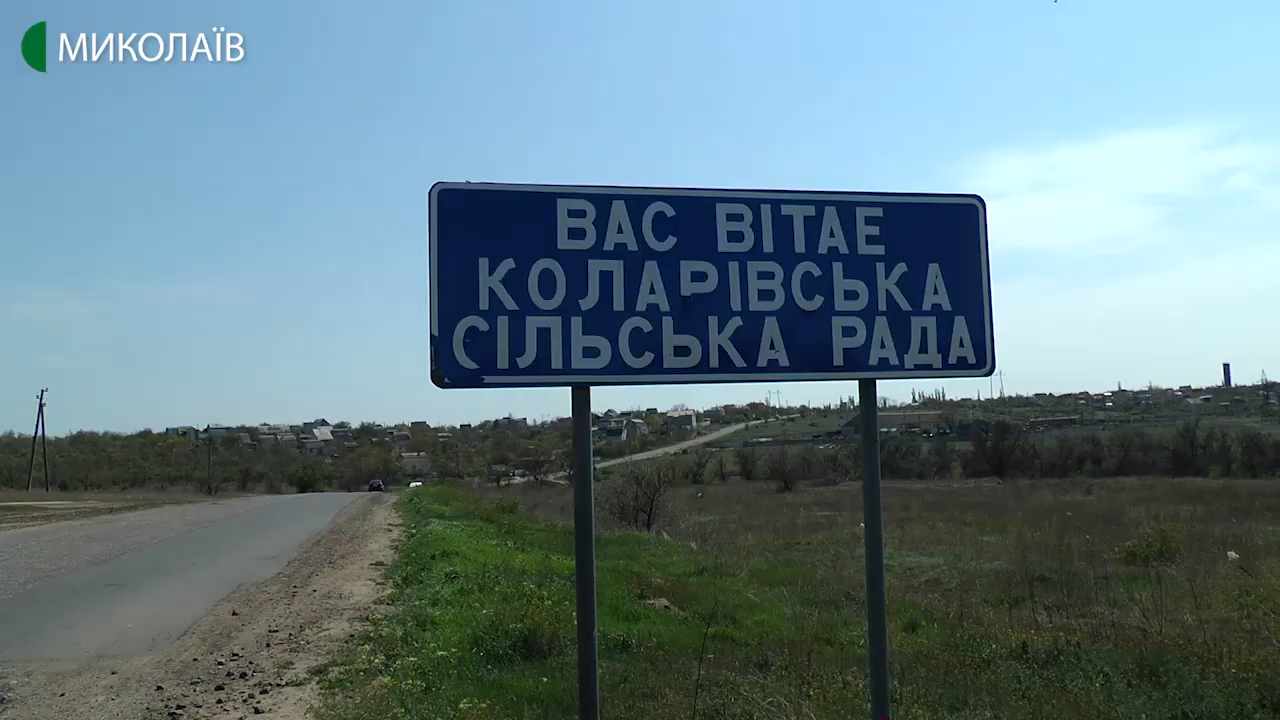 МИКОЛАЇВ
ВАС ВІТАЕ
КОЛАРІВСЬКА
СІЛЬСЬКА РАДА